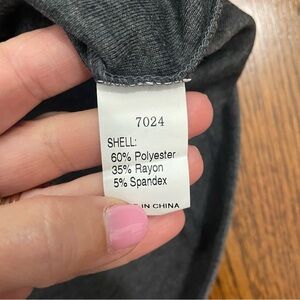 7024
SHELL:
60% Polyester
35% Rayon
5% Spandex
IN CHINA